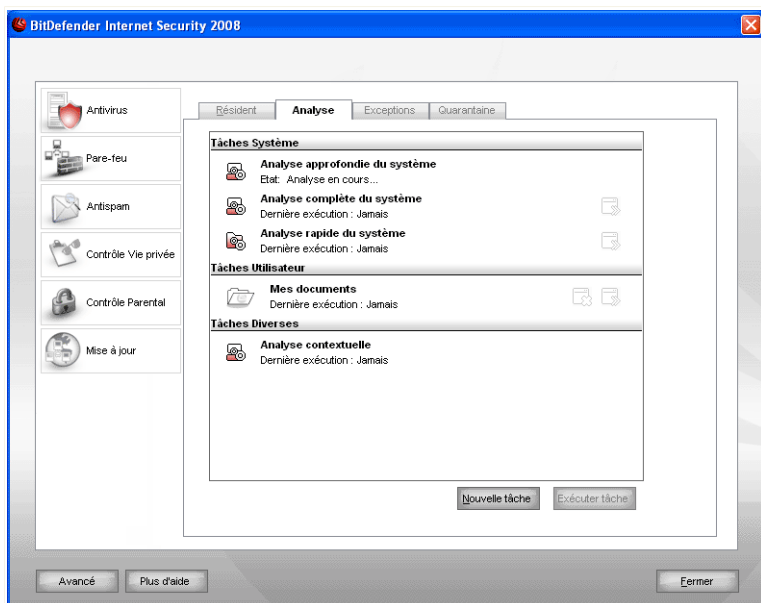 BitDefender Internet Security 2008
Antivirus
Pare-feu
Antispam
Contrôle Vie privée
Contrôle Parental
Mise à jour
Résident
Analyse
Exceptions
Quarantaine
Tâches Système
Analyse approfondie du système
Etat: Analyse en cours...
Analyse complète du système
Dernière exécution : Jamais
Analyse rapide du système
Dernière exécution : Jamais
Tâches Utilisateur
Mes documents
Dernière exécution : Jamais
Tâches Diverses
Analyse contextuelle
Dernière exécution : Jamais
Nouvelle tâche
Exécuter tâche
Avancé
Plus d'aide
Fermer